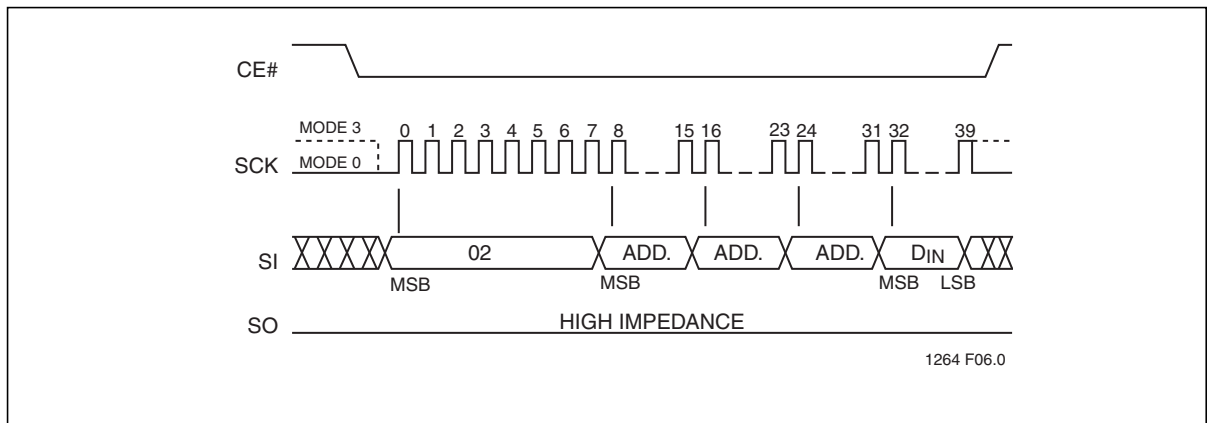 CE#
MODE 3 0 1 2 3 4 5 6 7 8 15 16 23 24 31 32 39
SCK MODE 0
SI 02 ADD. ADD. ADD. DIN
MSB MSB MSB LSB
SO HIGH IMPEDANCE
1264 F06.0